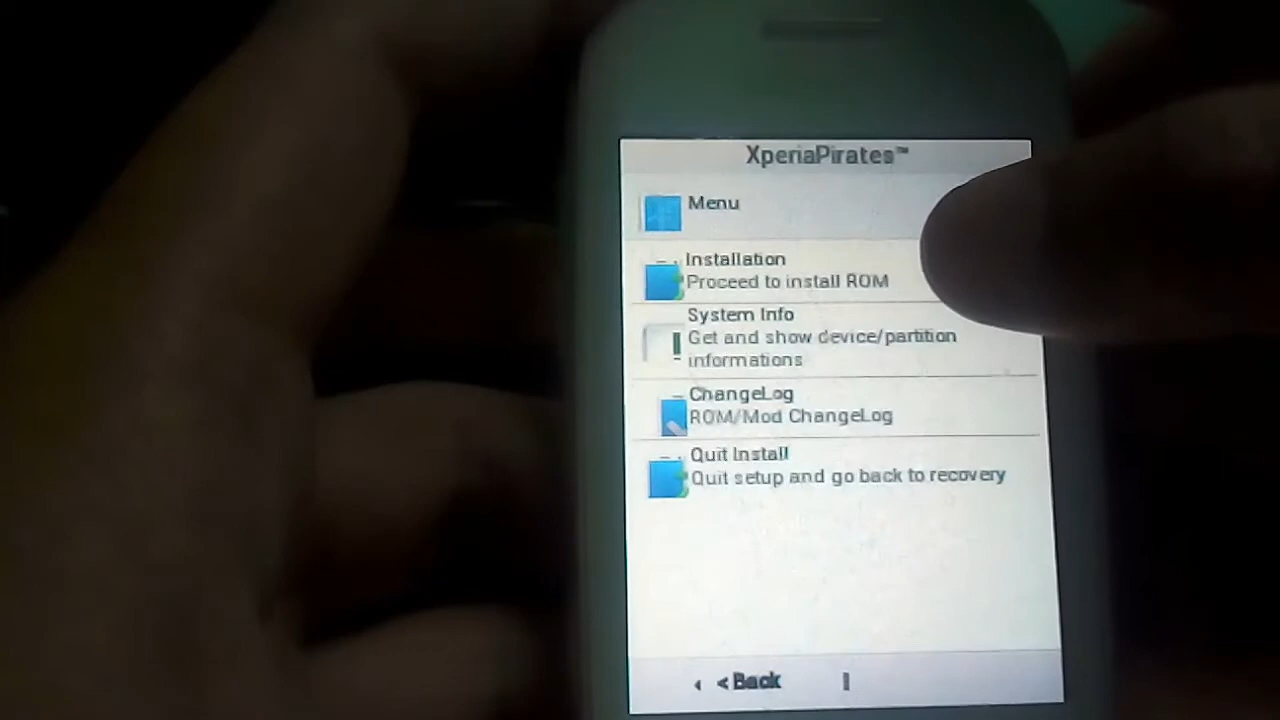 XperiaPirates™
Menu
Installation
Proceed to install ROM
System Info
Get and show device/partition
informations
ChangeLog
ROM/Mod ChangeLog
Quit Install
Quit setup and go back to recovery
< Back